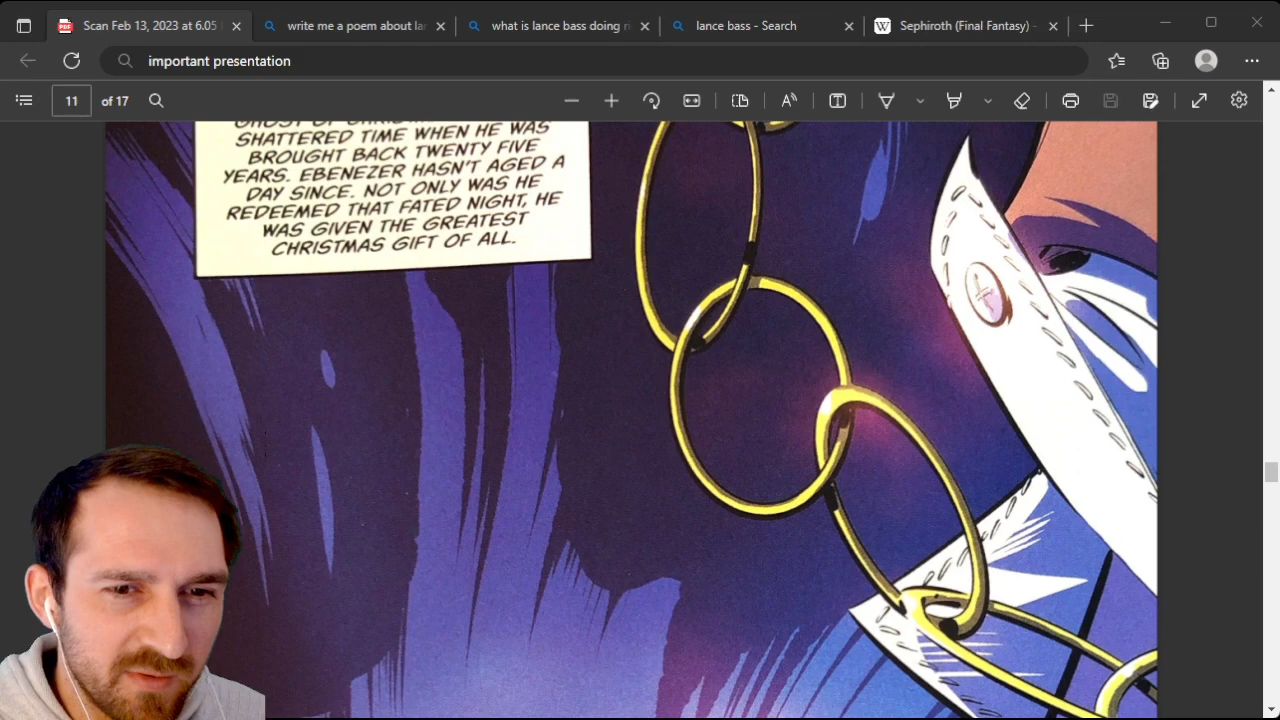 Scan Feb 13, 2023 at 6.05
write me a poem about la
what is lance bass doing r
lance bass - Search
W
Sephiroth (Final Fantasy) -
important presentation
11 of 17
SHATTERED TIME WHEN HE WAS
BROUGHT BACK TWENTY FIVE
YEARS. EBENEZER HASN'T AGED A
DAY SINCE. NOT ONLY WAS HE
REDEEMED THAT FATED NIGHT, HE
WAS GIVEN THE GREATEST
CHRISTMAS GIFT OF ALL.